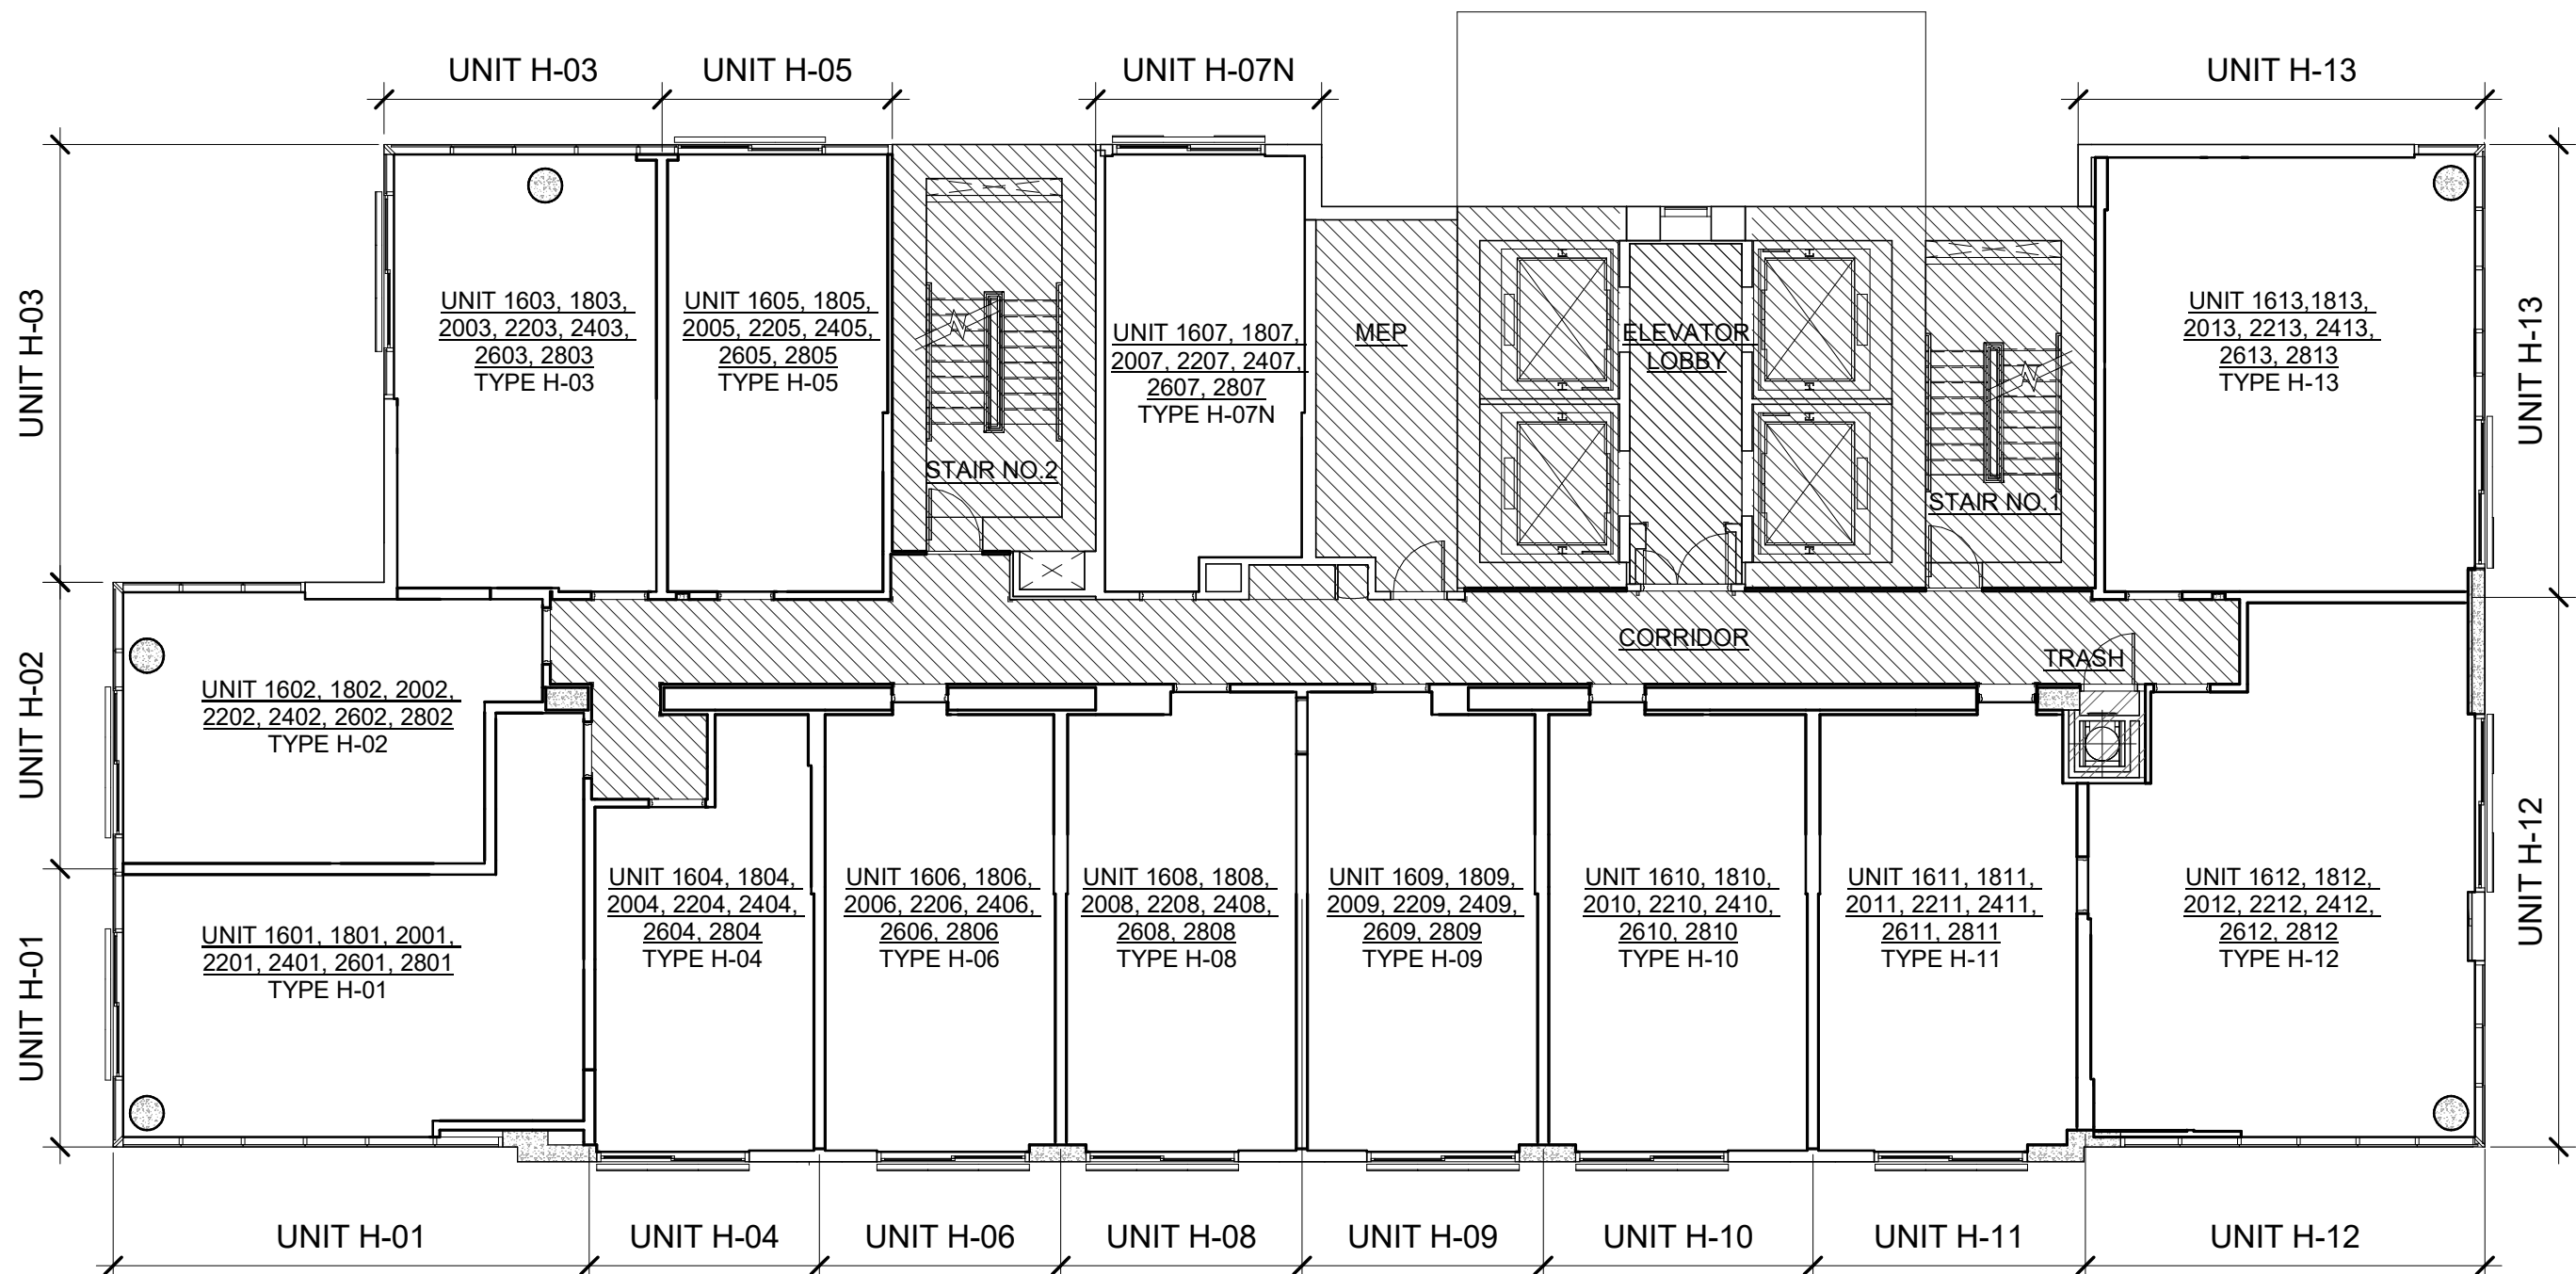 UNIT H-03
UNIT H-05
UNIT H-07N
UNIT H-13
UNIT H-03
UNIT 1603, 1803,
2003, 2203, 2403,
2603, 2803
TYPE H-03
UNIT 1605, 1805,
2005, 2205, 2405,
2605, 2805
TYPE H-05
STAIR NO.2
UNIT 1607, 1807,
2007, 2207, 2407,
2607, 2807
TYPE H-07N
MEP
ELEVATOR
LOBBY
STAIR NO.1
UNIT 1613,1813,
2013, 2213, 2413,
2613, 2813
TYPE H-13
UNIT H-13
CORRIDOR
TRASH
UNIT H-02
UNIT 1602, 1802, 2002,
2202, 2402, 2602, 2802
TYPE H-02
UNIT H-01
UNIT 1601, 1801, 2001,
2201, 2401, 2601, 2801
TYPE H-01
UNIT 1604, 1804,
2004, 2204, 2404,
2604, 2804
TYPE H-04
UNIT 1606, 1806,
2006, 2206, 2406,
2606, 2806
TYPE H-06
UNIT 1608, 1808,
2008, 2208, 2408,
2608, 2808
TYPE H-08
UNIT 1609, 1809,
2009, 2209, 2409,
2609, 2809
TYPE H-09
UNIT 1610, 1810,
2010, 2210, 2410,
2610, 2810
TYPE H-10
UNIT 1611, 1811,
2011, 2211, 2411,
2611, 2811
TYPE H-11
UNIT 1612, 1812,
2012, 2212, 2412,
2612, 2812
TYPE H-12
UNIT H-12
UNIT H-01
UNIT H-04
UNIT H-06
UNIT H-08
UNIT H-09
UNIT H-10
UNIT H-11
UNIT H-12